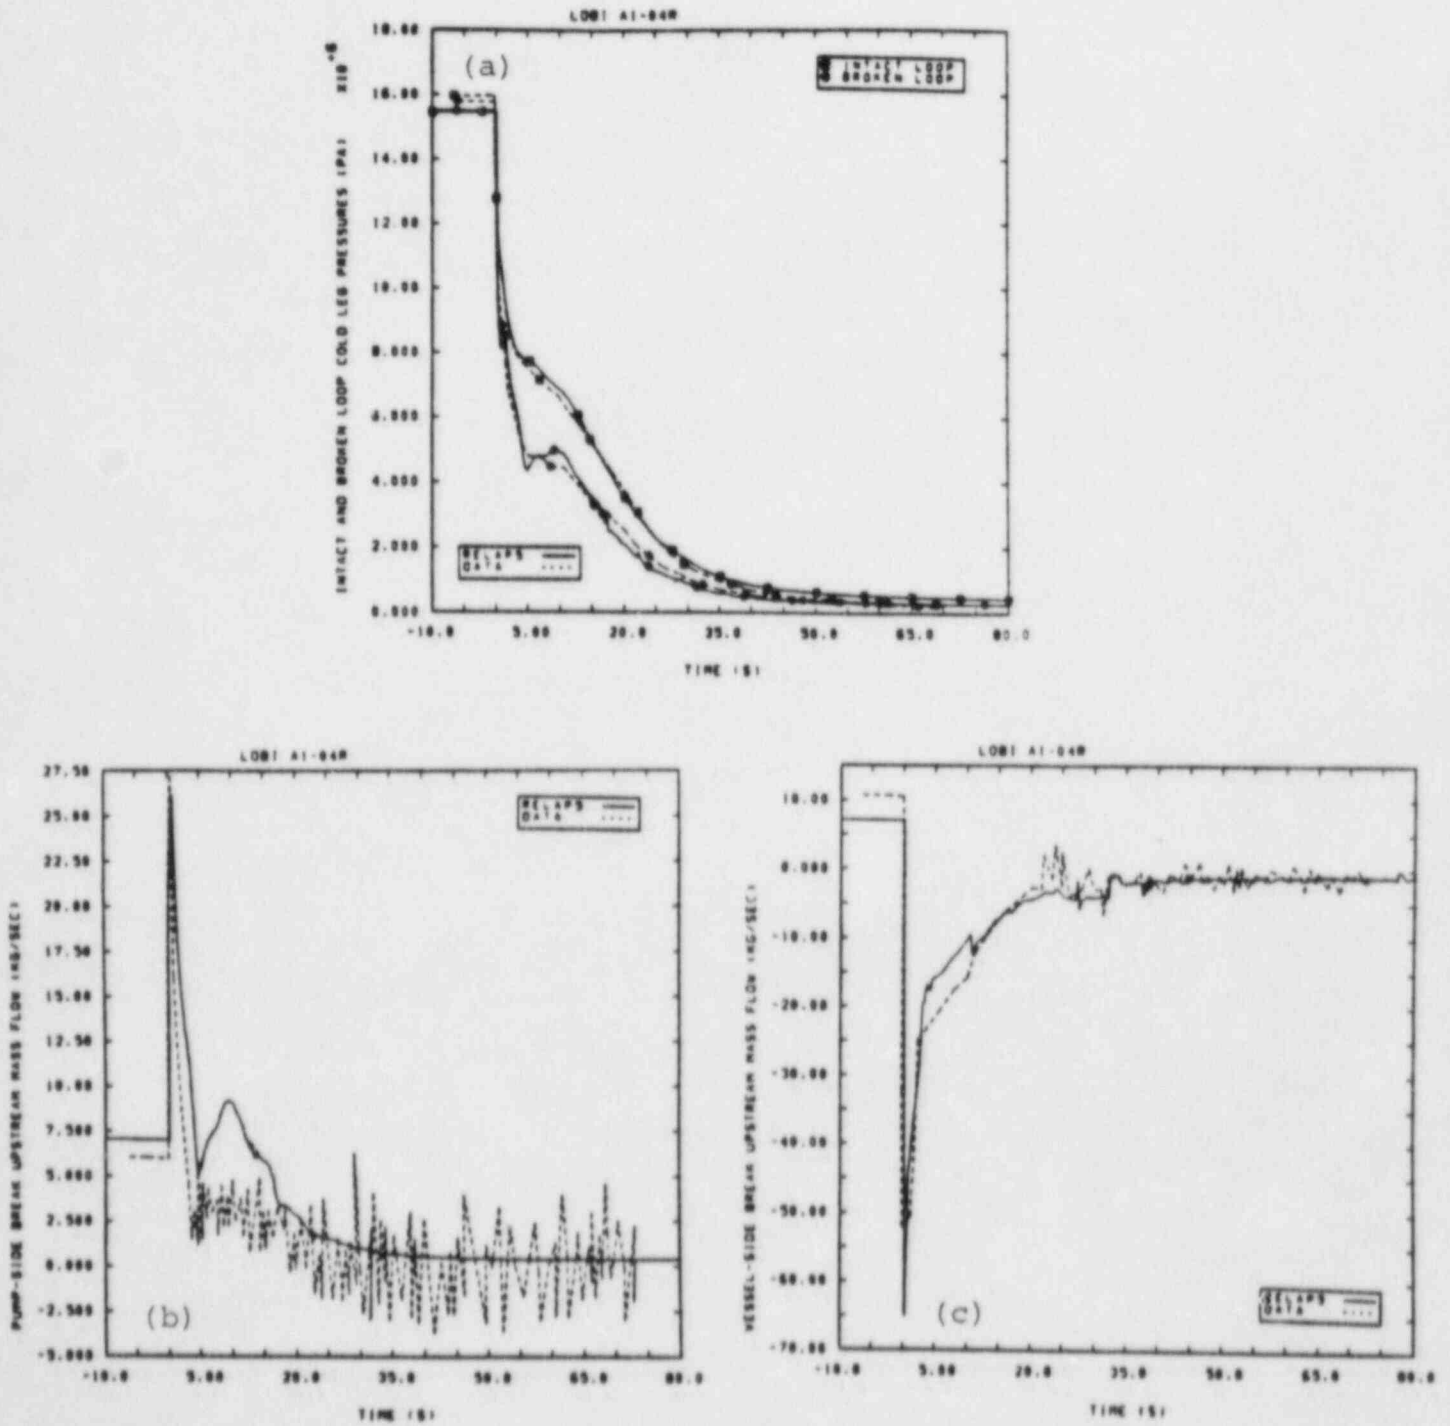 LOBI A1-04R
(a)
INTACT LOOP
BROKEN LOOP
INTACT AND BROKEN LOOP COLD LEG PRESSURES (PA) X10+6
18.00
16.00
14.00
12.00
10.00
8.000
6.000
4.000
2.000
0.000
RELAP5
DATA
-10.0 5.00 20.0 35.0 50.0 65.0 80.0
TIME (S)
LOBI A1-04R
PUMP-SIDE BREAK UPSTREAM MASS FLOW (KG/SEC)
27.50
25.00
22.50
20.00
17.50
15.00
12.50
10.00
7.500
5.000
2.500
0.000
-2.500
-5.000
RELAP5
DATA
(b)
-10.0 5.00 20.0 35.0 50.0 65.0 80.0
TIME (S)
LOBI A1-04R
VESSEL-SIDE BREAK UPSTREAM MASS FLOW (KG/SEC)
10.00
0.000
-10.00
-20.00
-30.00
-40.00
-50.00
-60.00
-70.00
(c)
RELAP5
DATA
-10.0 5.00 20.0 35.0 50.0 65.0 80.0
TIME (S)